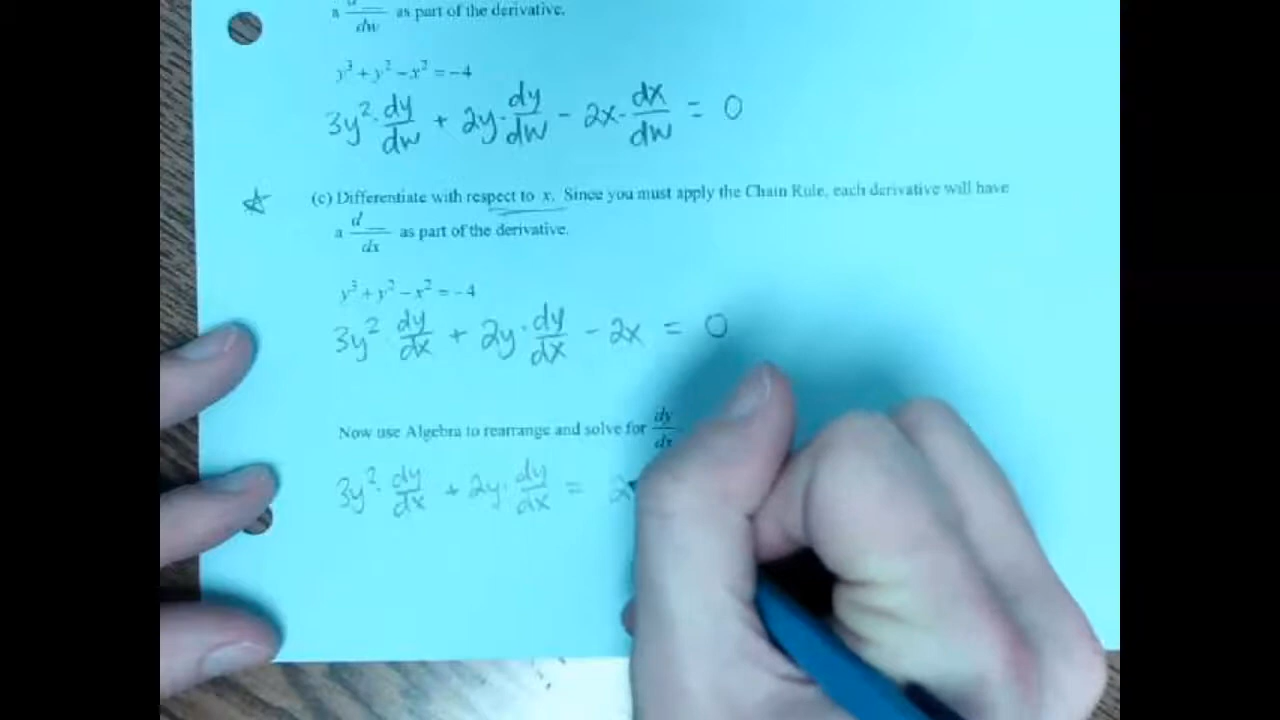 a d__/dw as part of the derivative.
y³ + y² − x² = −4
3y² · dy/dw + 2y · dy/dw − 2x · dx/dw = 0
☆ (c) Differentiate with respect to x. Since you must apply the Chain Rule, each derivative will have
a d__/dx as part of the derivative.
y³ + y² − x² = −4
3y² dy/dx + 2y · dy/dx − 2x = 0
Now use Algebra to rearrange and solve for dy/dx
3y² · dy/dx + 2y · dy/dx = 2